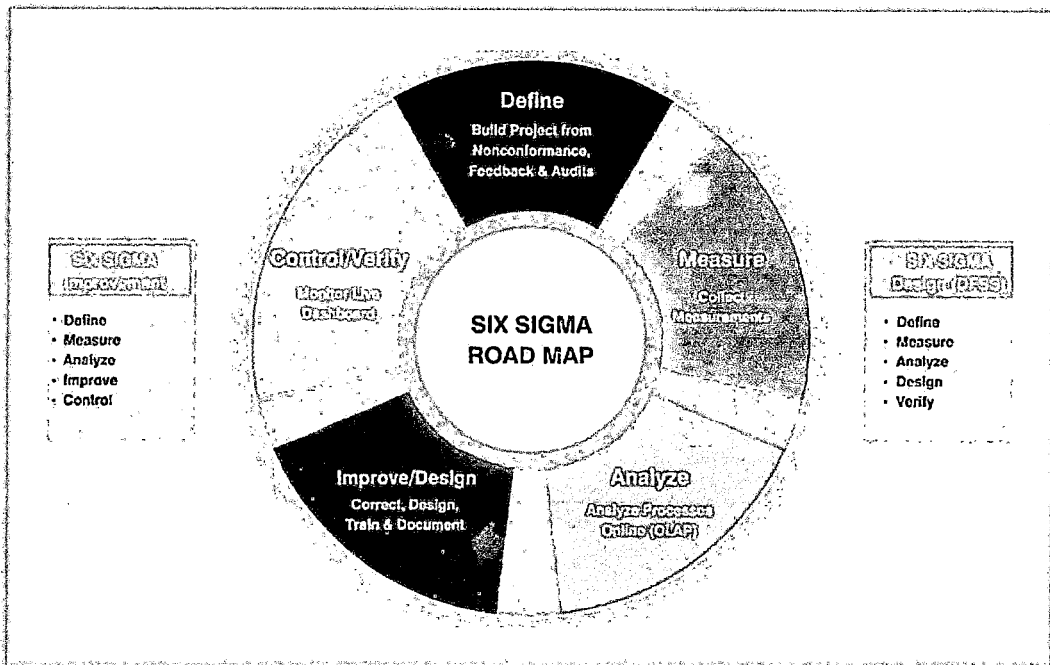 Define
Build Project from
Nonconformance,
Feedback & Audits
Measure
Collect
Measurements
Analyze
Analyze Processes
Online (OLAP)
Improve/Design
Correct, Design,
Train & Document
Control/Verify
Monitor Live
Dashboard
SIX SIGMA
ROAD MAP
SIX SIGMA
Improvement
• Define
• Measure
• Analyze
• Improve
• Control
SIX SIGMA
Design (DFSS)
• Define
• Measure
• Analyze
• Design
• Verify